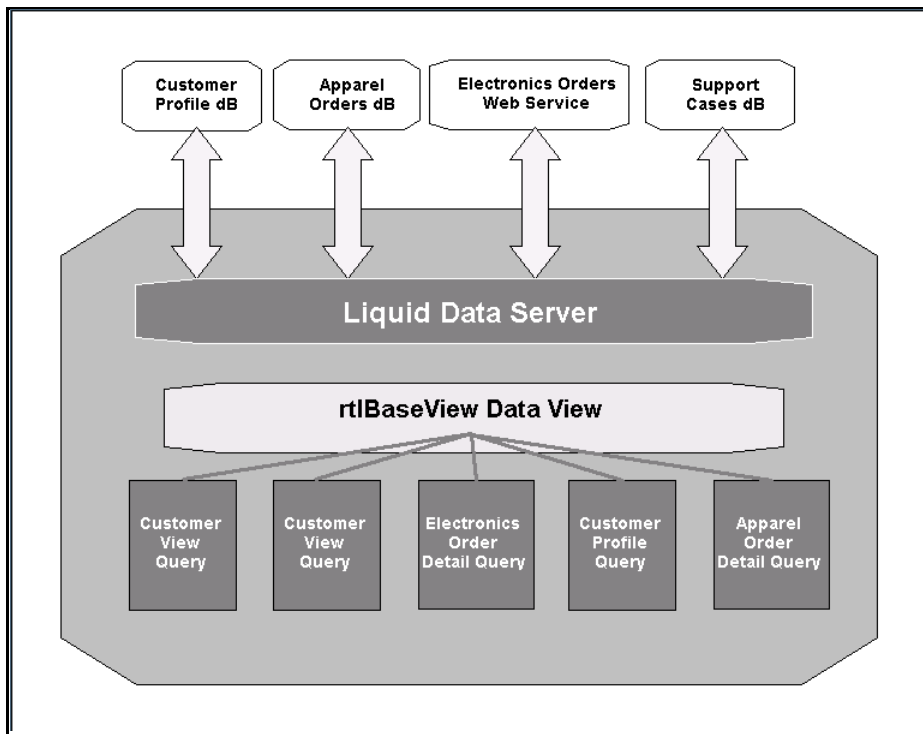 Customer
Profile dB
Apparel
Orders dB
Electronics Orders
Web Service
Support
Cases dB
Liquid Data Server
rtlBaseView Data View
Customer
View
Query
Customer
View
Query
Electronics
Order
Detail Query
Customer
Profile
Query
Apparel
Order
Detail Query